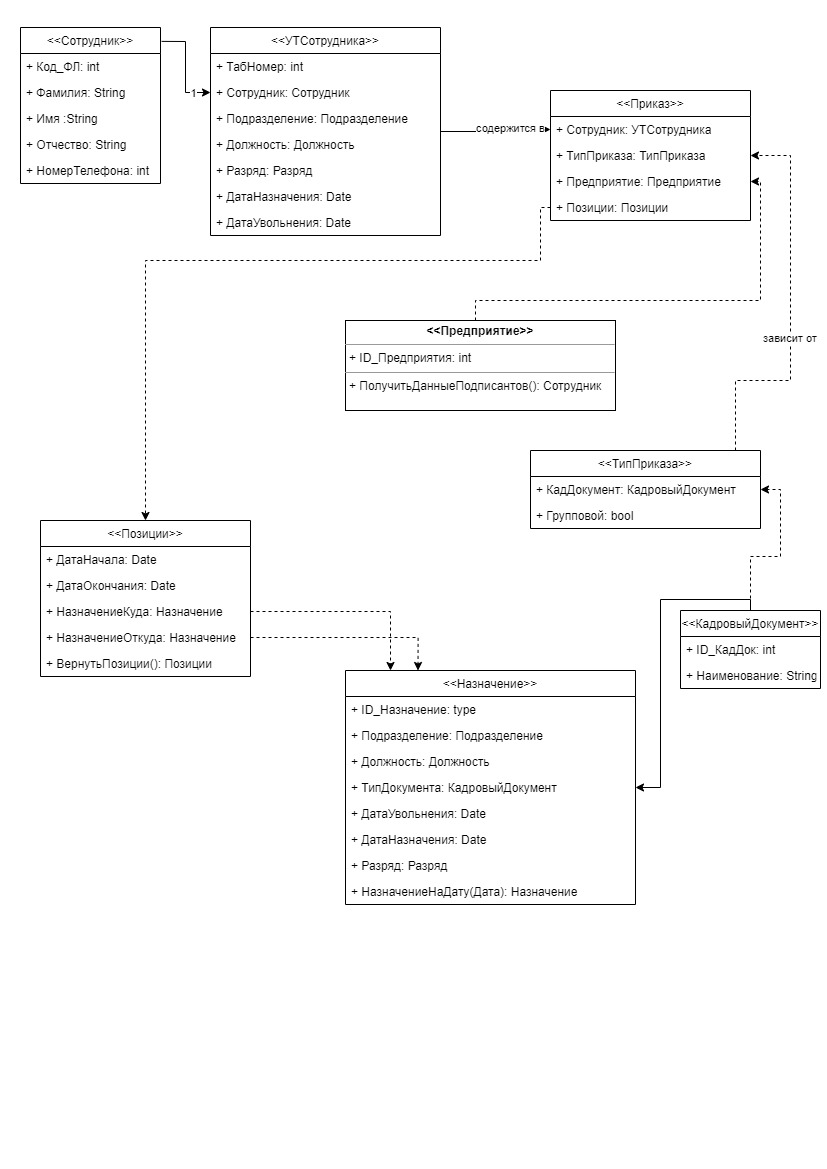 <<Сотрудник>>
+ Код_ФЛ: int
+ Фамилия: String
+ Имя :String
+ Отчество: String
+ НомерТелефона: int
1
<<УТСотрудника>>
+ ТабНомер: int
+ Сотрудник: Сотрудник
+ Подразделение: Подразделение
+ Должность: Должность
+ Разряд: Разряд
+ ДатаНазначения: Date
+ ДатаУвольнения: Date
содержится в
<<Приказ>>
+ Сотрудник: УТСотрудника
+ ТипПриказа: ТипПриказа
+ Предприятие: Предприятие
+ Позиции: Позиции
<<Предприятие>>
+ ID_Предприятия: int
+ ПолучитьДанныеПодписантов(): Сотрудник
зависит от
<<ТипПриказа>>
+ КадДокумент: КадровыйДокумент
+ Групповой: bool
<<Позиции>>
+ ДатаНачала: Date
+ ДатаОкончания: Date
+ НазначениеКуда: Назначение
+ НазначениеОткуда: Назначение
+ ВернутьПозиции(): Позиции
<<КадровыйДокумент>>
+ ID_КадДок: int
+ Наименование: String
<<Назначение>>
+ ID_Назначение: type
+ Подразделение: Подразделение
+ Должность: Должность
+ ТипДокумента: КадровыйДокумент
+ ДатаУвольнения: Date
+ ДатаНазначения: Date
+ Разряд: Разряд
+ НазначениеНаДату(Дата): Назначение